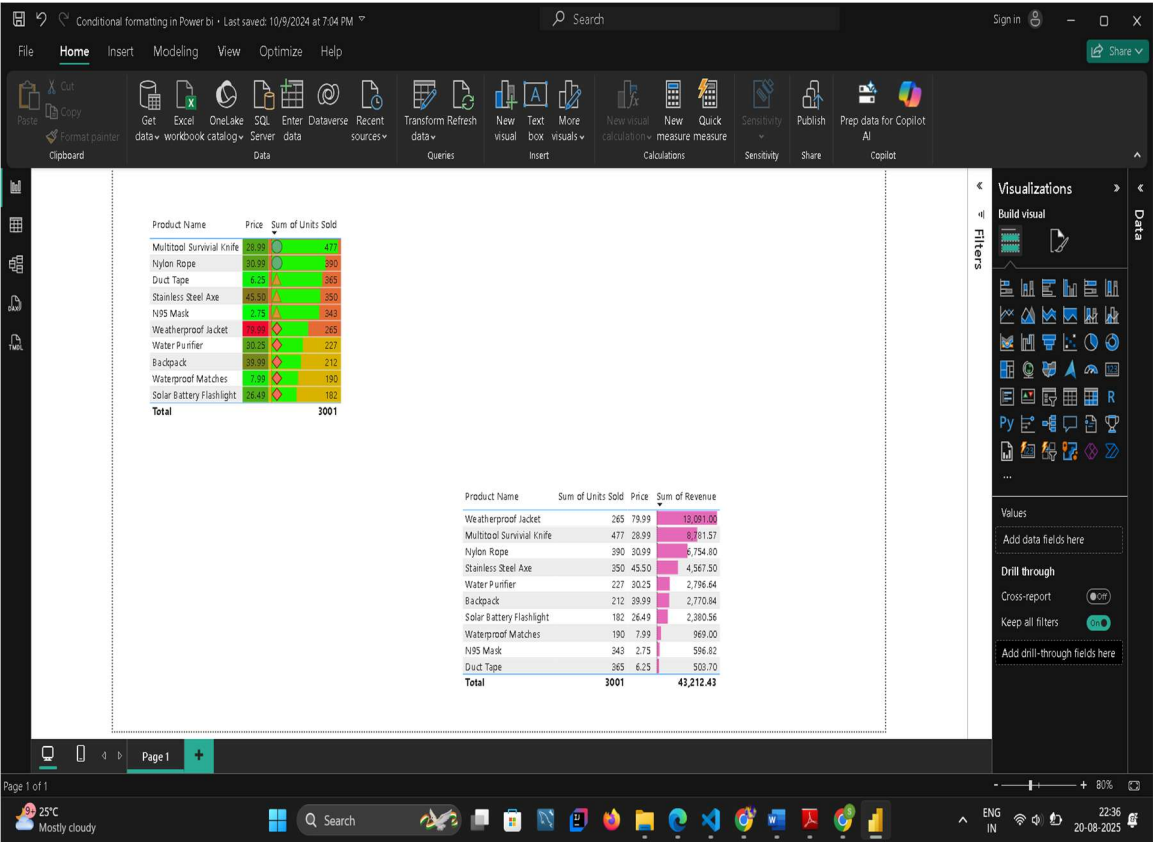 Conditional formatting in Power bi • Last saved: 10/9/2024 at 7:04 PM
Search
Sign in
File Home Insert Modeling View Optimize Help
Share
Paste
Cut
Copy
Format painter
Clipboard
Get data
Excel workbook
OneLake catalog
SQL Server
Enter data
Dataverse
Recent sources
Data
Transform data
Refresh
Queries
New visual
Text box
More visuals
Insert
New visual calculation
New measure
Quick measure
Calculations
Sensitivity
Sensitivity
Publish
Share
Prep data for AI
Copilot
Copilot
Product Name Price Sum of Units Sold
Multitool Survivial Knife 28.99 477
Nylon Rope 30.99 390
Duct Tape 6.25 365
Stainless Steel Axe 45.50 350
N95 Mask 2.75 343
Weatherproof Jacket 79.99 265
Water Purifier 30.25 227
Backpack 39.99 212
Waterproof Matches 7.99 190
Solar Battery Flashlight 26.49 182
Total 3001
Product Name Sum of Units Sold Price Sum of Revenue
Weatherproof Jacket 265 79.99 13,091.00
Multitool Survivial Knife 477 28.99 8,781.57
Nylon Rope 390 30.99 6,754.80
Stainless Steel Axe 350 45.50 4,567.50
Water Purifier 227 30.25 2,796.64
Backpack 212 39.99 2,770.84
Solar Battery Flashlight 182 26.49 2,380.56
Waterproof Matches 190 7.99 969.00
N95 Mask 343 2.75 596.82
Duct Tape 365 6.25 503.70
Total 3001 43,212.43
Filters
Visualizations
Data
Build visual
123
R
Py
...
Values
Add data fields here
Drill through
Cross-report Off
Keep all filters On
Add drill-through fields here
DAX
TMDL
Page 1
Page 1 of 1
80%
9+
25°C
Mostly cloudy
Search
ENG
IN
22:36
20-08-2025